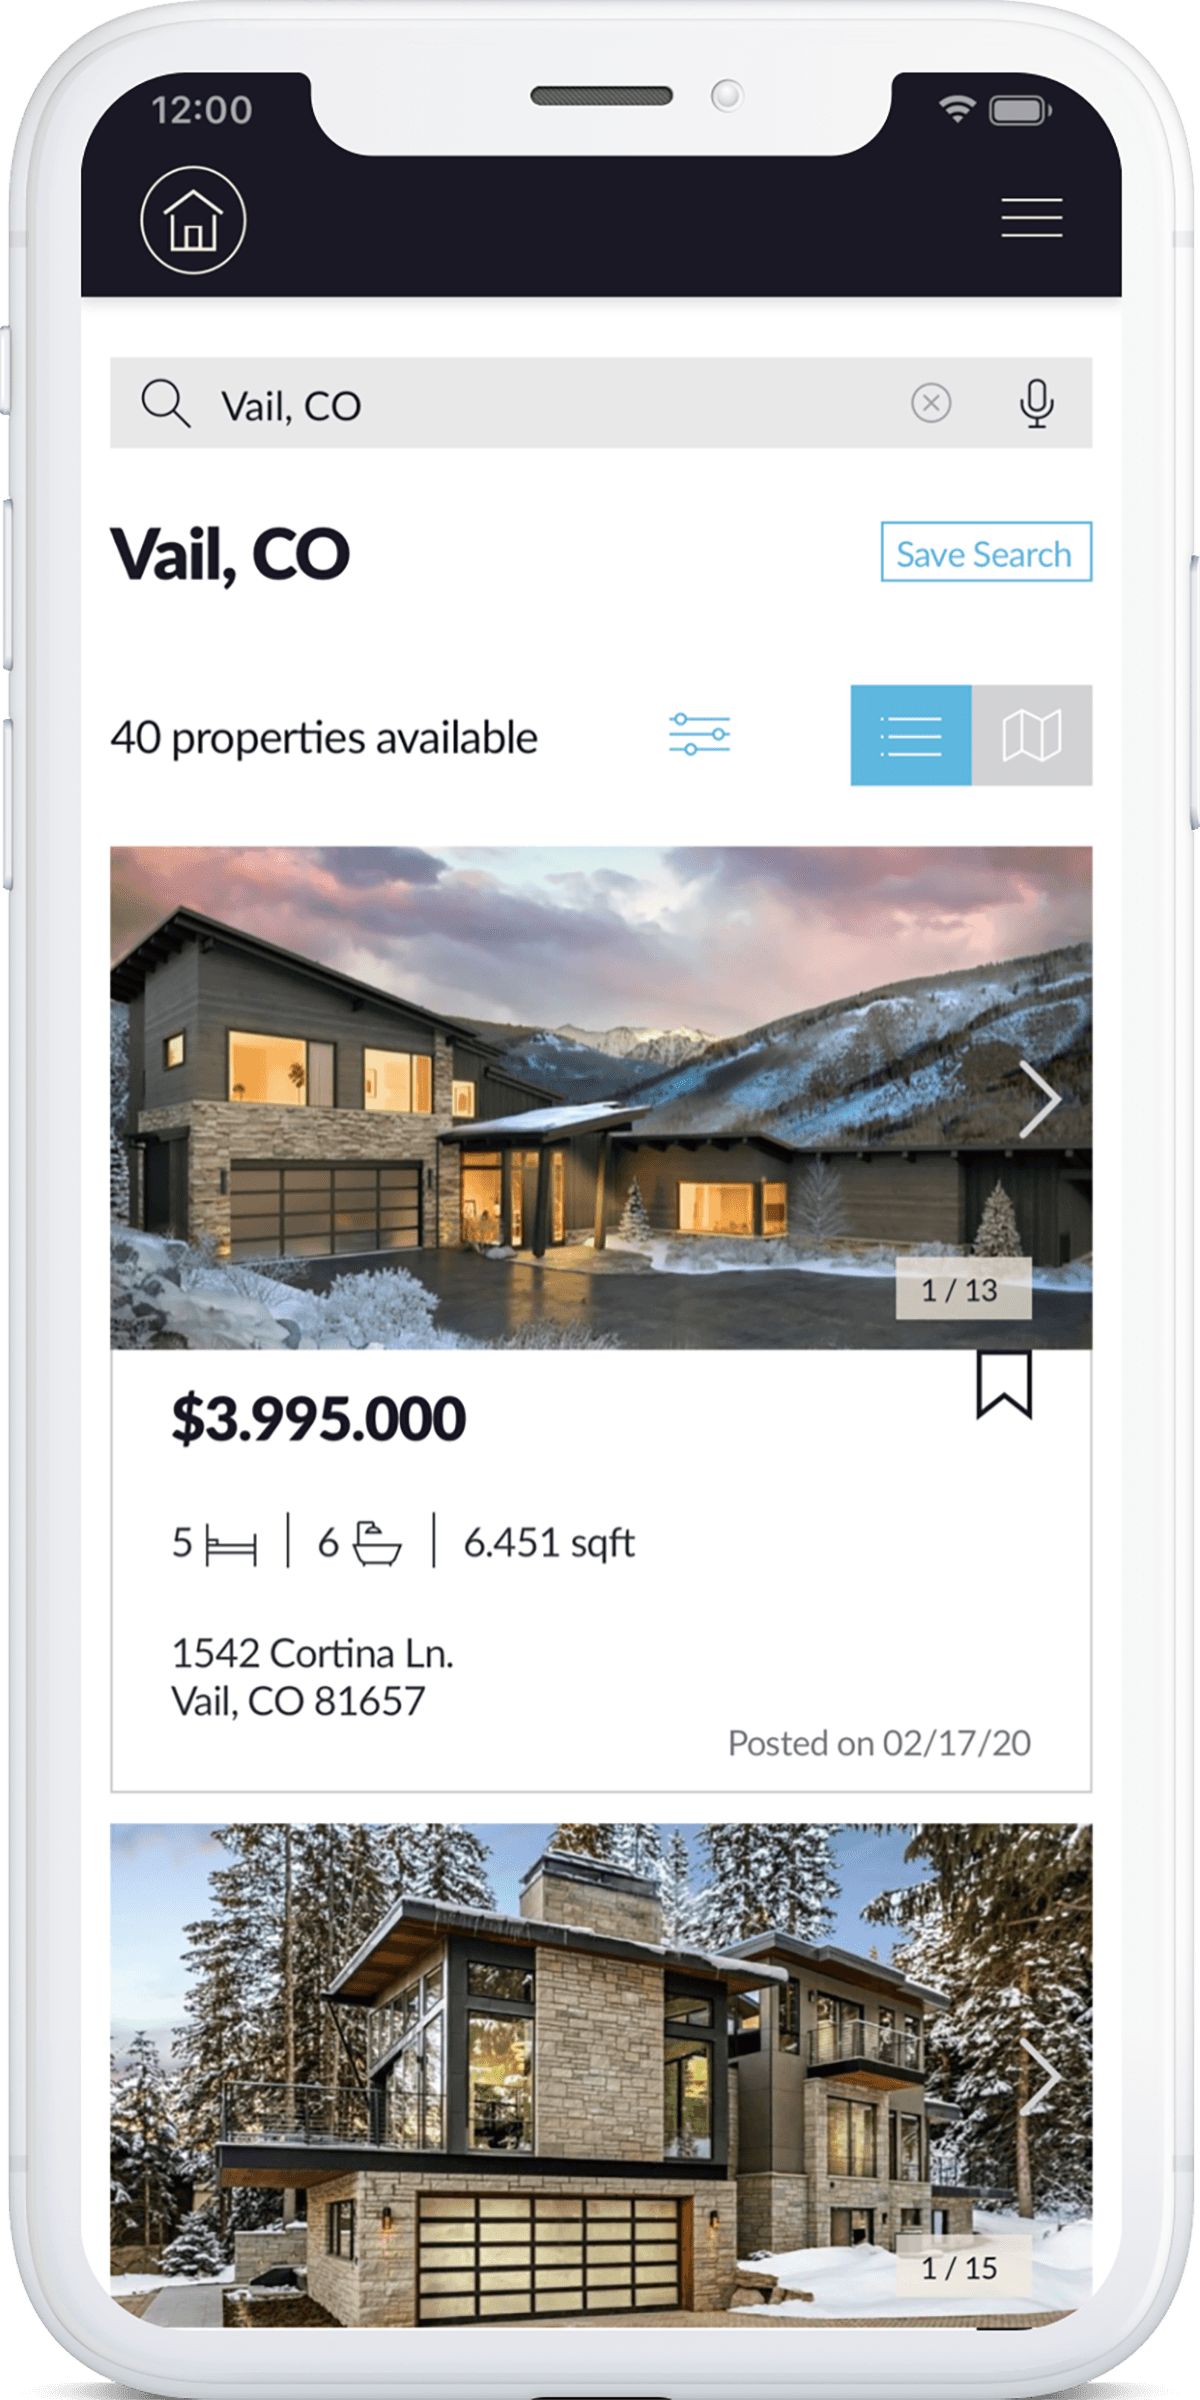 12:00
Vail, CO
Vail, CO
Save Search
40 properties available
1 / 13
$3.995.000
5 | 6 | 6.451 sqft
1542 Cortina Ln.
Vail, CO 81657
Posted on 02/17/20
1 / 15